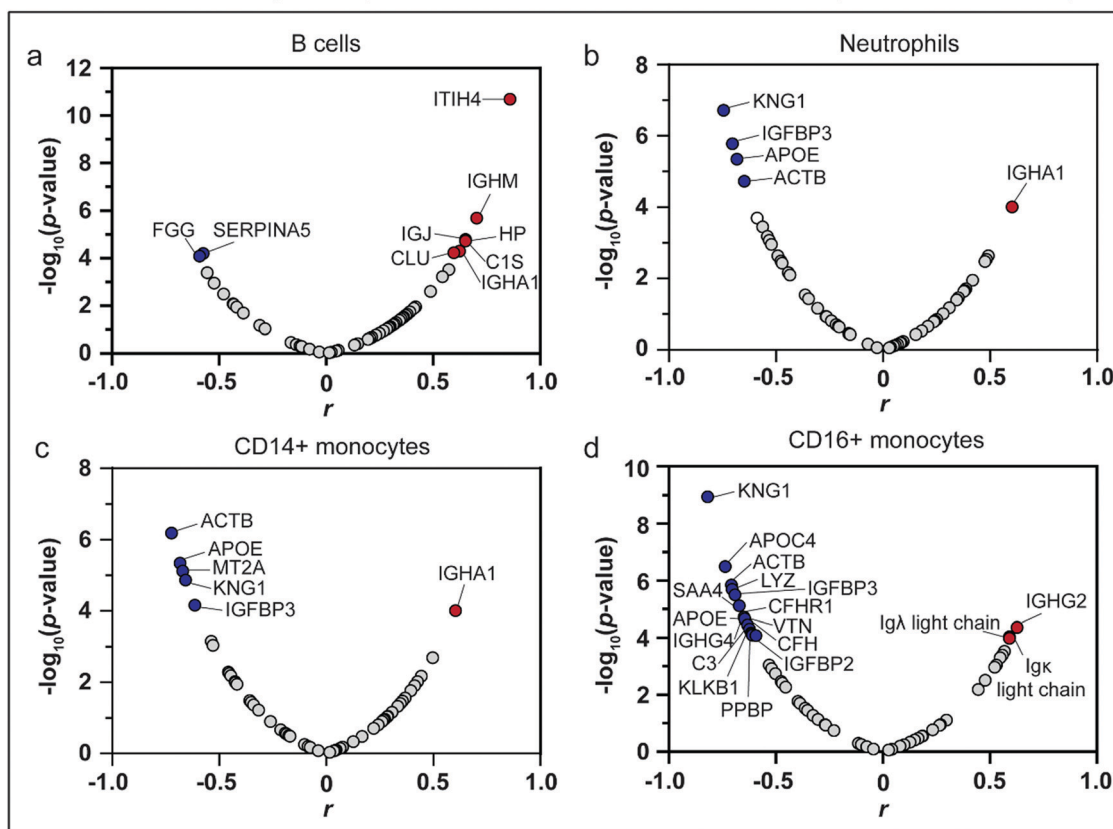 a
B cells
12
10
8
6
4
2
0
-log10(p-value)
-1.0
-0.5
0
0.5
1.0
r
ITIH4
IGHM
IGJ
HP
CLU
C1S
IGHA1
FGG
SERPINA5
b
Neutrophils
8
6
4
2
0
-log10(p-value)
-1.0
-0.5
0
0.5
1.0
r
KNG1
IGFBP3
APOE
ACTB
IGHA1
c
CD14+ monocytes
8
6
4
2
0
-log10(p-value)
-1.0
-0.5
0
0.5
1.0
r
ACTB
APOE
MT2A
KNG1
IGFBP3
IGHA1
d
CD16+ monocytes
10
8
6
4
2
0
-log10(p-value)
-1.0
-0.5
0
0.5
1.0
r
KNG1
APOC4
ACTB
LYZ
SAA4
IGFBP3
CFHR1
APOE
VTN
IGHG4
CFH
C3
IGFBP2
KLKB1
PPBP
IGHG2
Igλ light chain
Igκ
light chain